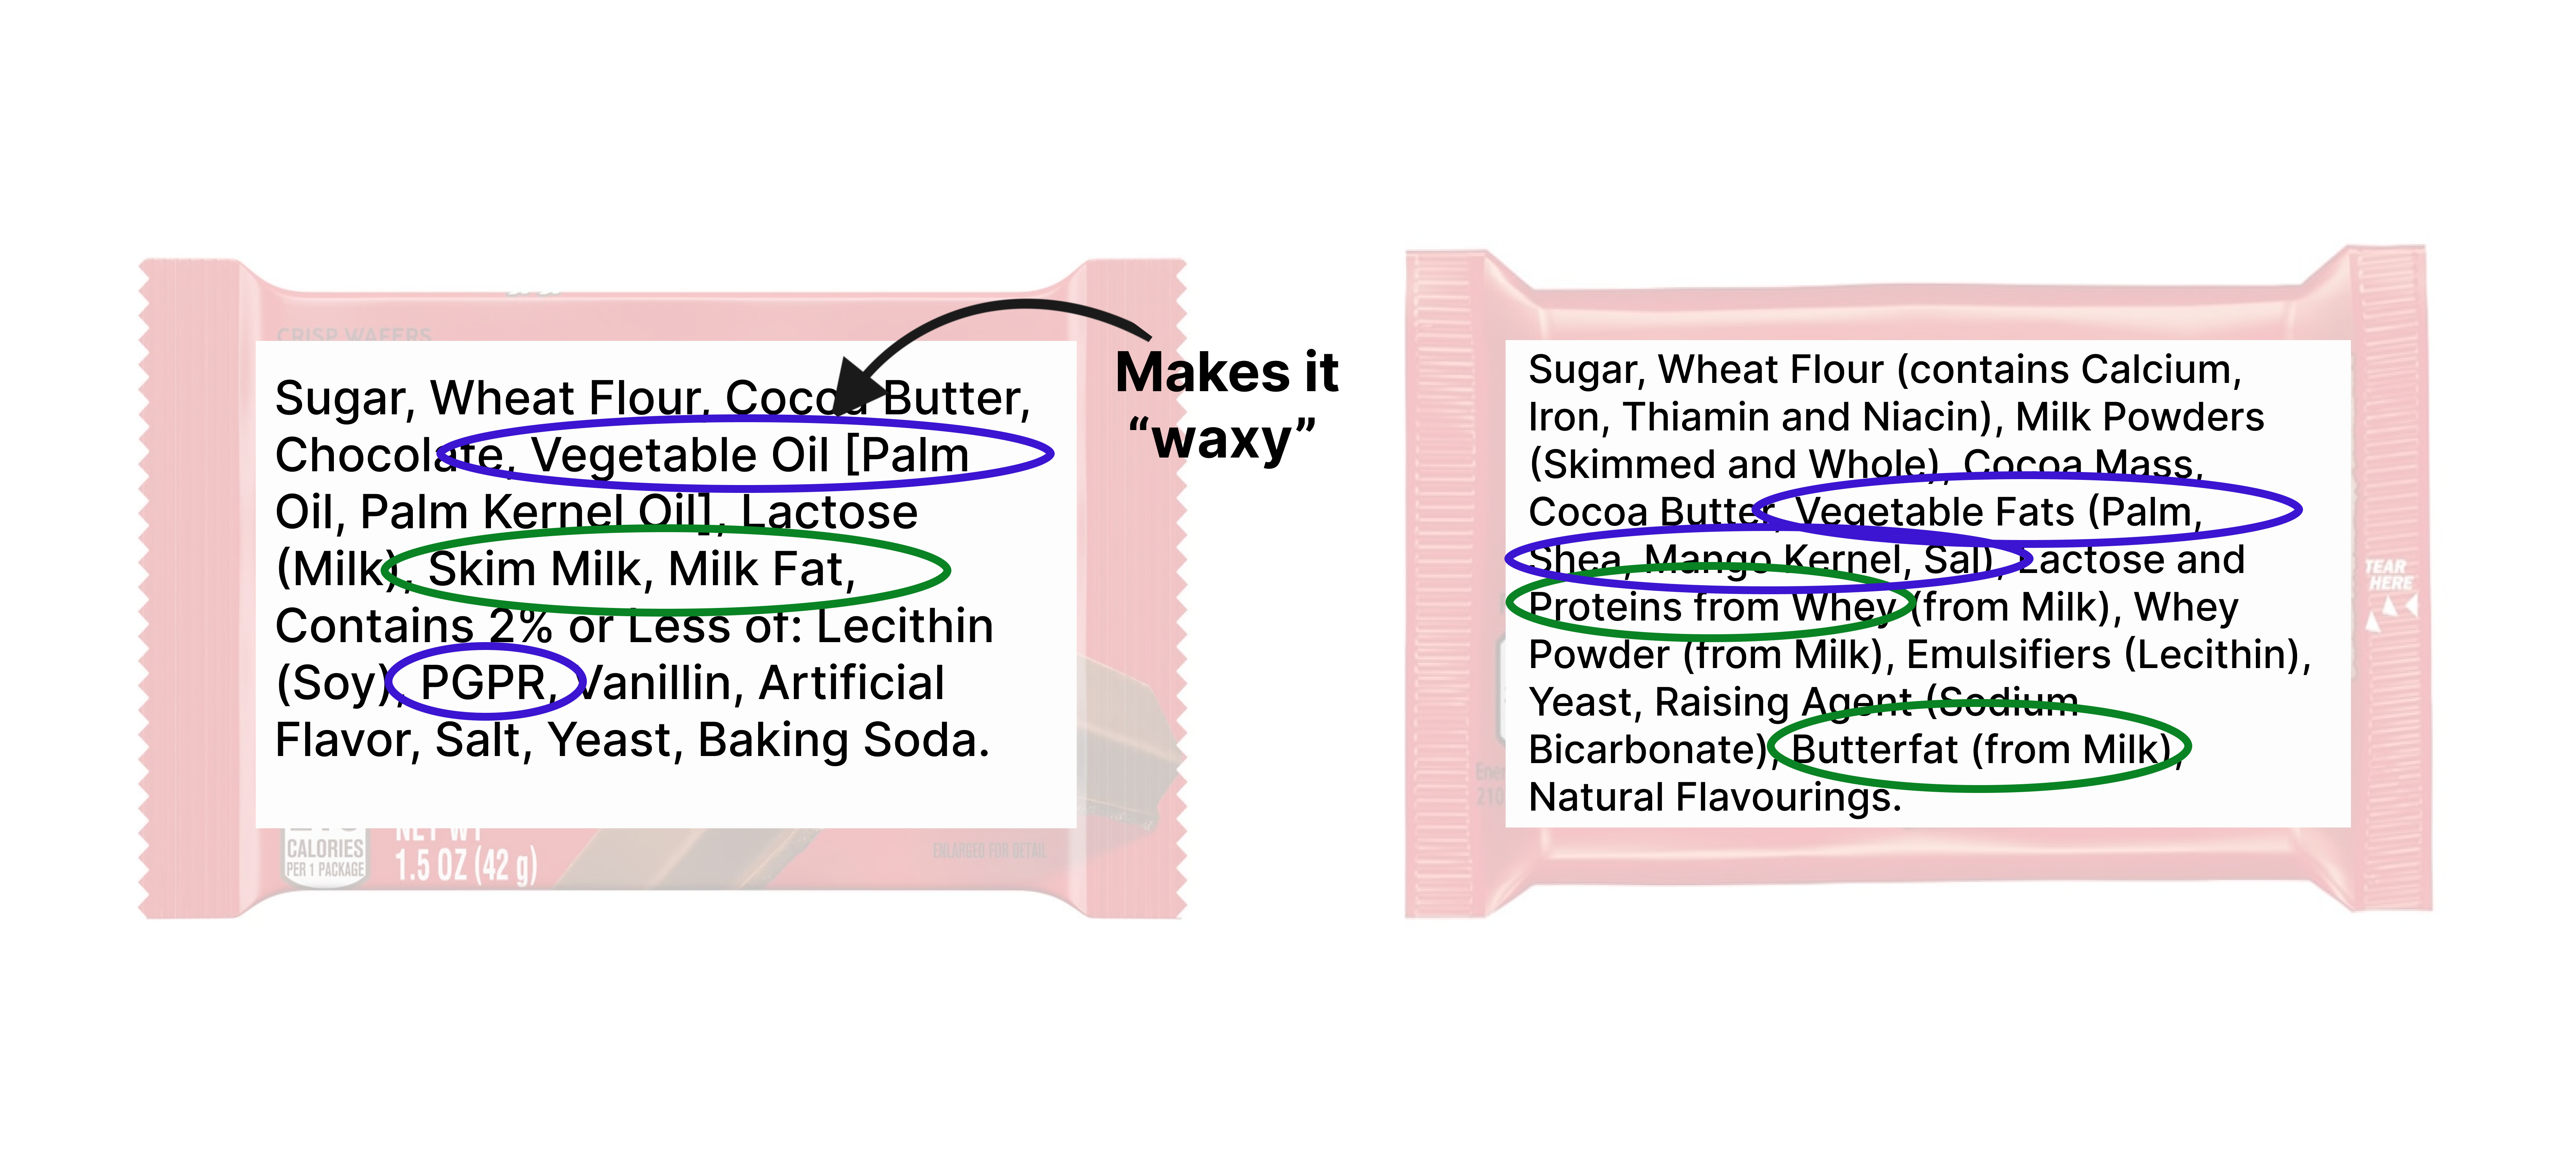 CRISP WAFERS
Sugar, Wheat Flour, Cocoa Butter,
Chocolate, Vegetable Oil [Palm
Oil, Palm Kernel Oil], Lactose
(Milk), Skim Milk, Milk Fat,
Contains 2% or Less of: Lecithin
(Soy), PGPR, Vanillin, Artificial
Flavor, Salt, Yeast, Baking Soda.
CALORIES
PER 1 PACKAGE
NET WT
1.5 OZ (42 g)
ENLARGED FOR DETAIL
Makes it
“waxy”
Sugar, Wheat Flour (contains Calcium,
Iron, Thiamin and Niacin), Milk Powders
(Skimmed and Whole), Cocoa Mass,
Cocoa Butter, Vegetable Fats (Palm,
Shea, Mango Kernel, Sal), Lactose and
Proteins from Whey (from Milk), Whey
Powder (from Milk), Emulsifiers (Lecithin),
Yeast, Raising Agent (Sodium
Bicarbonate), Butterfat (from Milk),
Natural Flavourings.
TEAR
HERE